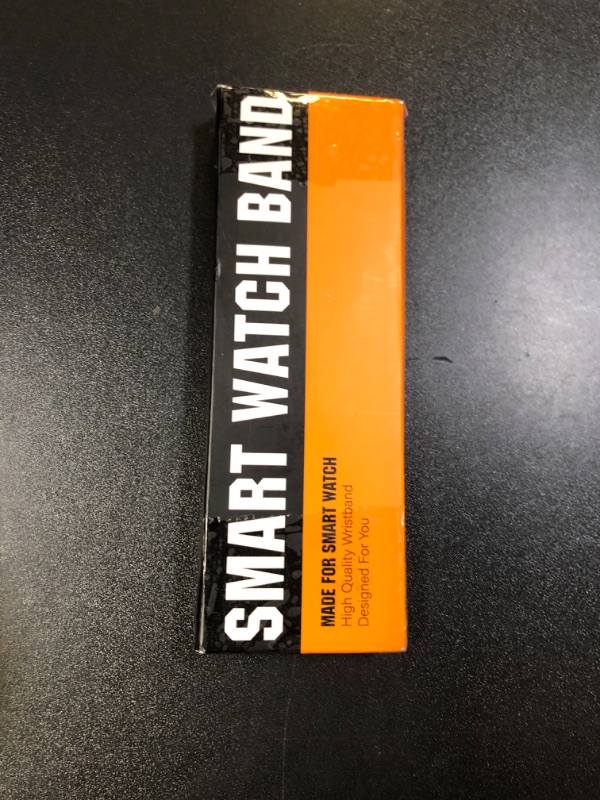 SMART WATCH BAND
MADE FOR SMART WATCH
High Quality Wristband
Designed For You